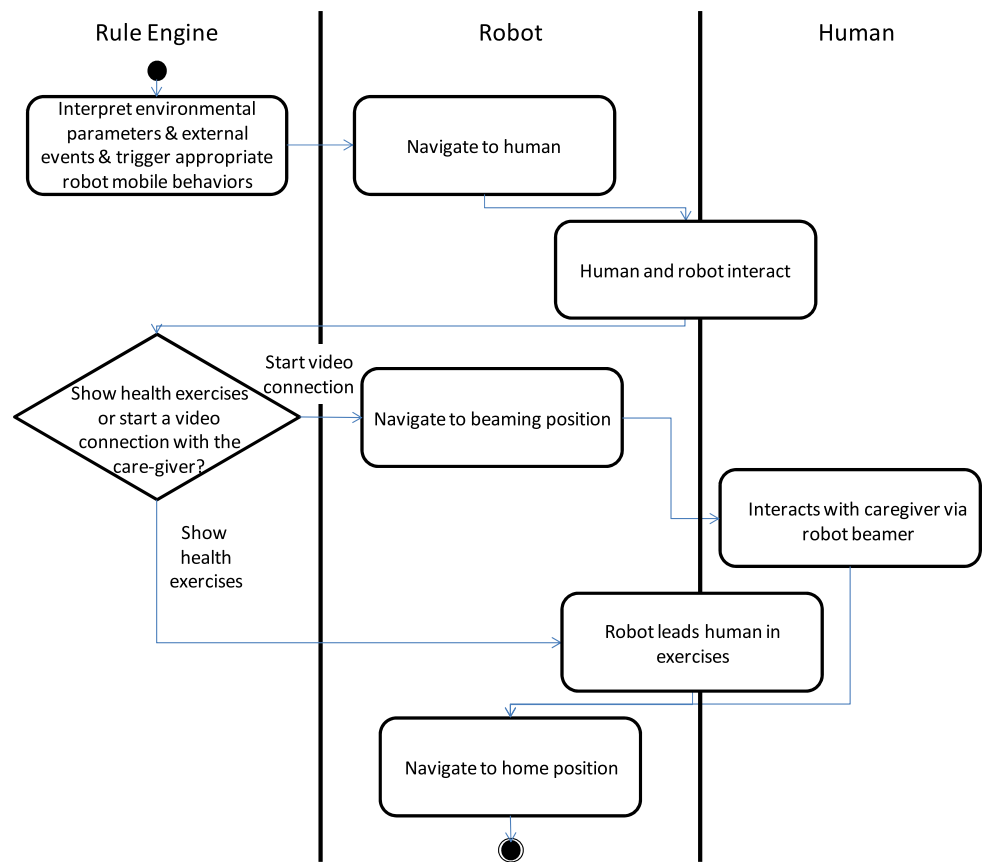 Rule Engine
Robot
Human
Interpret environmental
parameters & external
events & trigger appropriate
robot mobile behaviors
Navigate to human
Human and robot interact
Start video
connection
Show health exercises
or start a video
connection with the
care-giver?
Navigate to beaming position
Interacts with caregiver via
robot beamer
Show
health
exercises
Robot leads human in
exercises
Navigate to home position